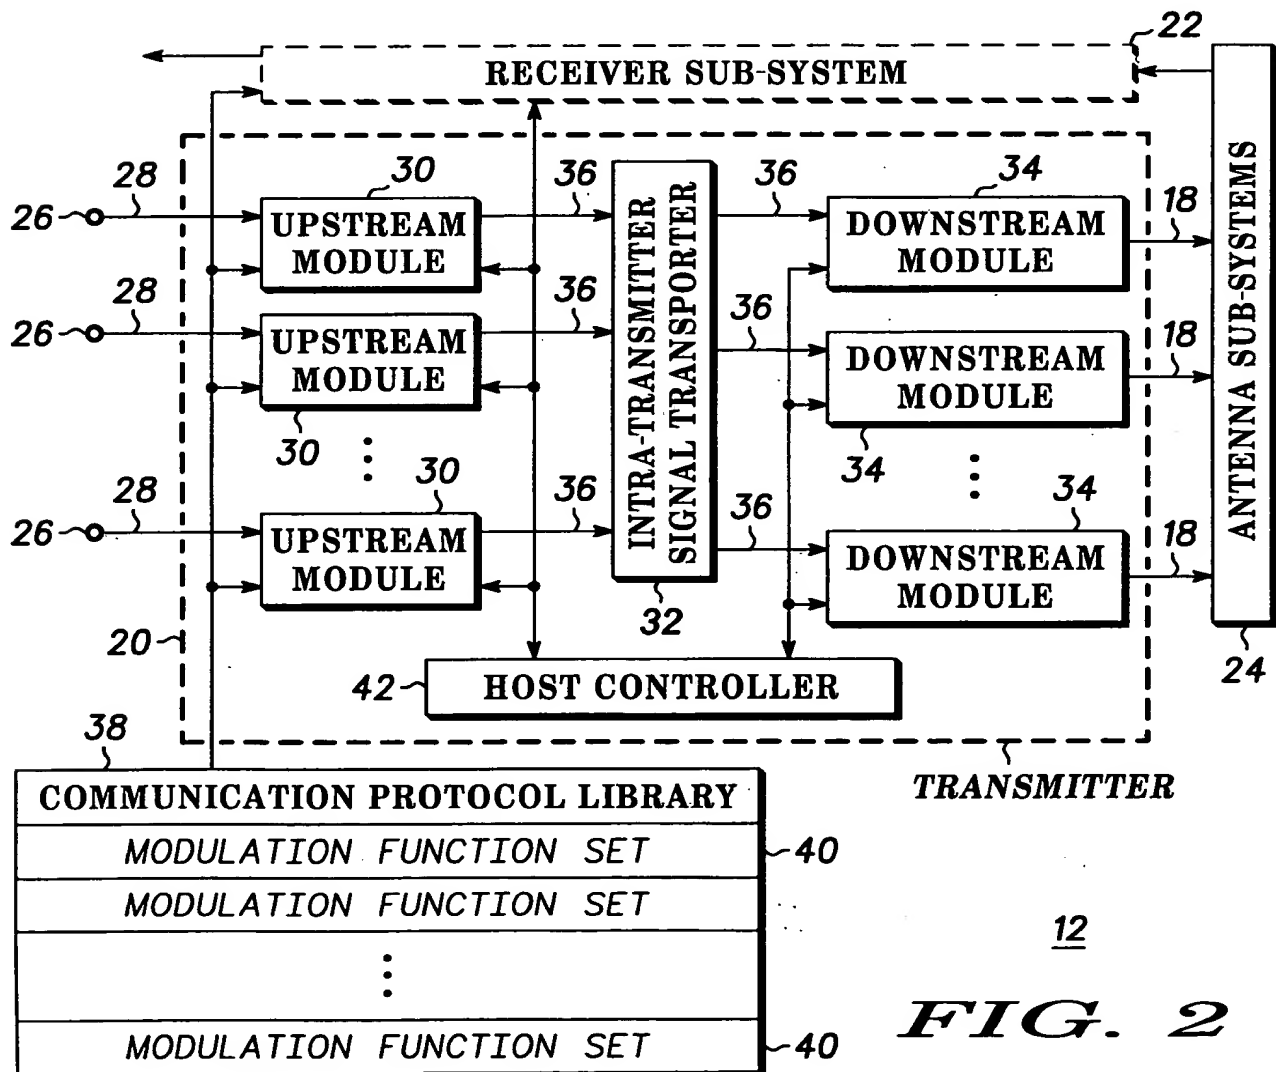 22
RECEIVER SUB-SYSTEM
28
30
36
36
34
18
26
UPSTREAM
MODULE
DOWNSTREAM
MODULE
28
36
36
18
26
UPSTREAM
MODULE
DOWNSTREAM
MODULE
30
34
28
30
36
36
34
18
26
UPSTREAM
MODULE
DOWNSTREAM
MODULE
INTRA-TRANSMITTER
SIGNAL TRANSPORTER
32
ANTENNA SUB-SYSTEMS
24
20
42
HOST CONTROLLER
TRANSMITTER
38
COMMUNICATION PROTOCOL LIBRARY
MODULATION FUNCTION SET
40
MODULATION FUNCTION SET
MODULATION FUNCTION SET
40
12
FIG. 2